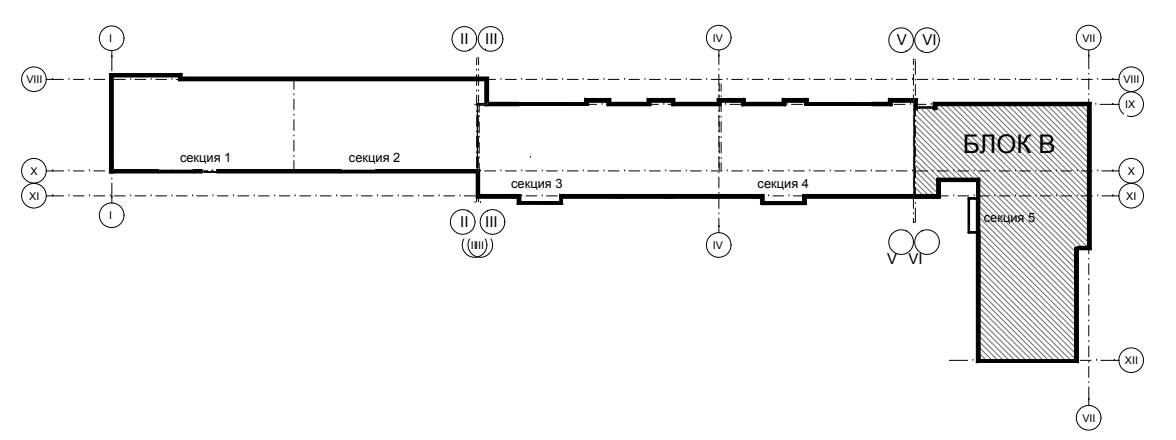 I
II
III
IV
V
VI
VII
VIII
VIII
IX
БЛОК В
секция 1
секция 2
X
X
секция 3
секция 4
XI
XI
I
II
III
секция 5
IV
V
VI
XII
VII